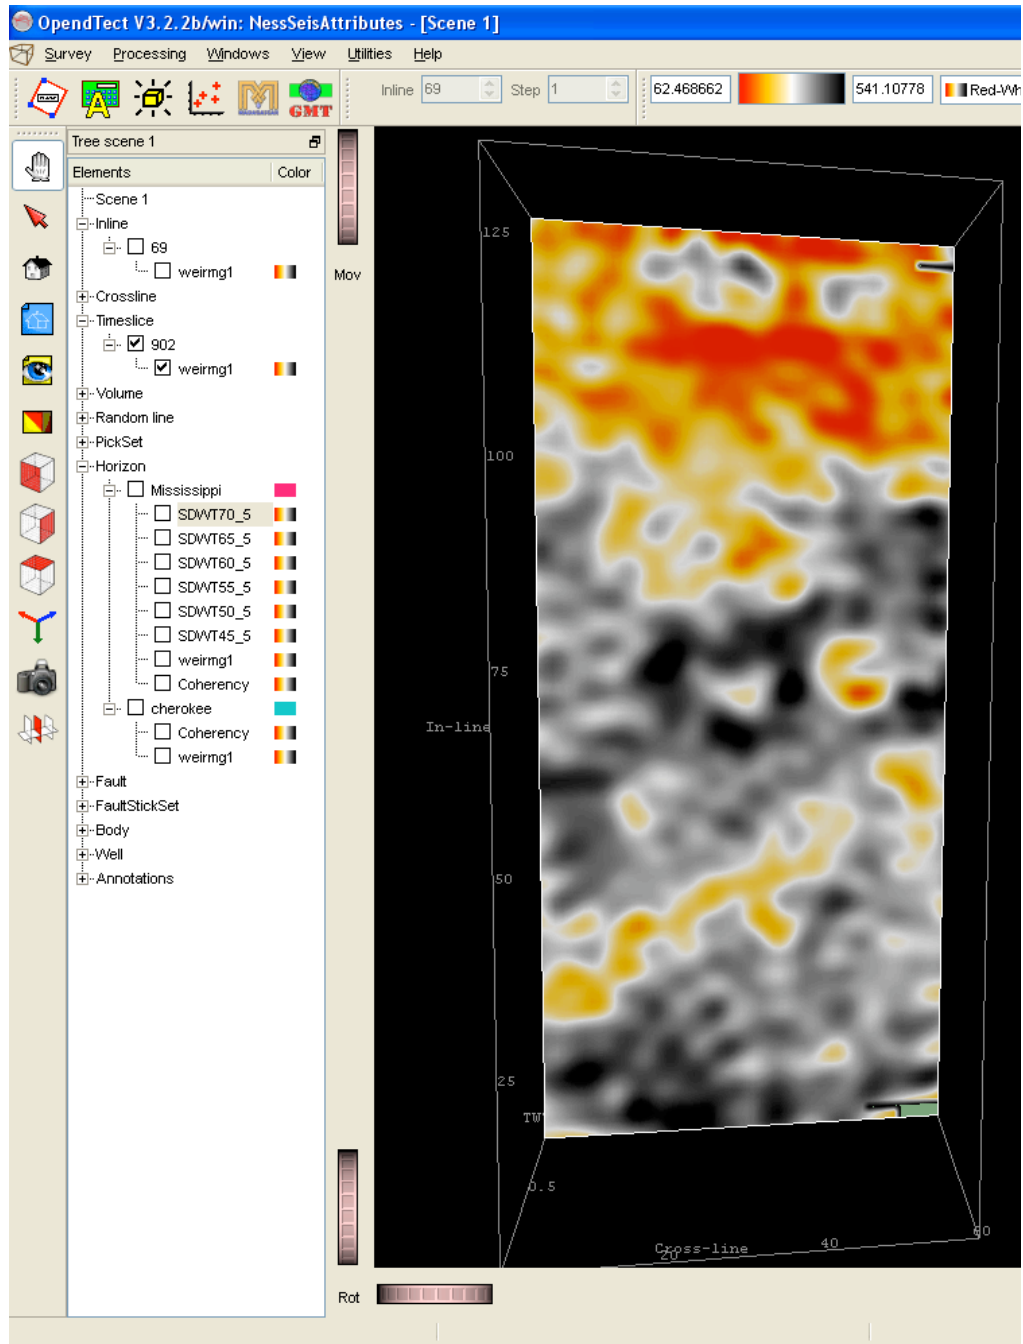 OpendTect V3.2.2b/win: NessSeisAttributes - [Scene 1]
Survey Processing Windows View Utilities Help
GMT Inline 69 Step 1 62.468662 541.10778 Red-Wh
Tree scene 1
Elements Color
Scene 1
Inline
69
weirmg1
Crossline
Timeslice
902
weirmg1
Volume
Random line
PickSet
Horizon
Mississippi
SDWT70_5
SDWT65_5
SDWT60_5
SDWT55_5
SDWT50_5
SDWT45_5
weirmg1
Coherency
cherokee
Coherency
weirmg1
Fault
FaultStickSet
Body
Well
Annotations
Mov
125
100
75
In-line
50
25
TW
0.5
Cross-line
20
40
60
Rot